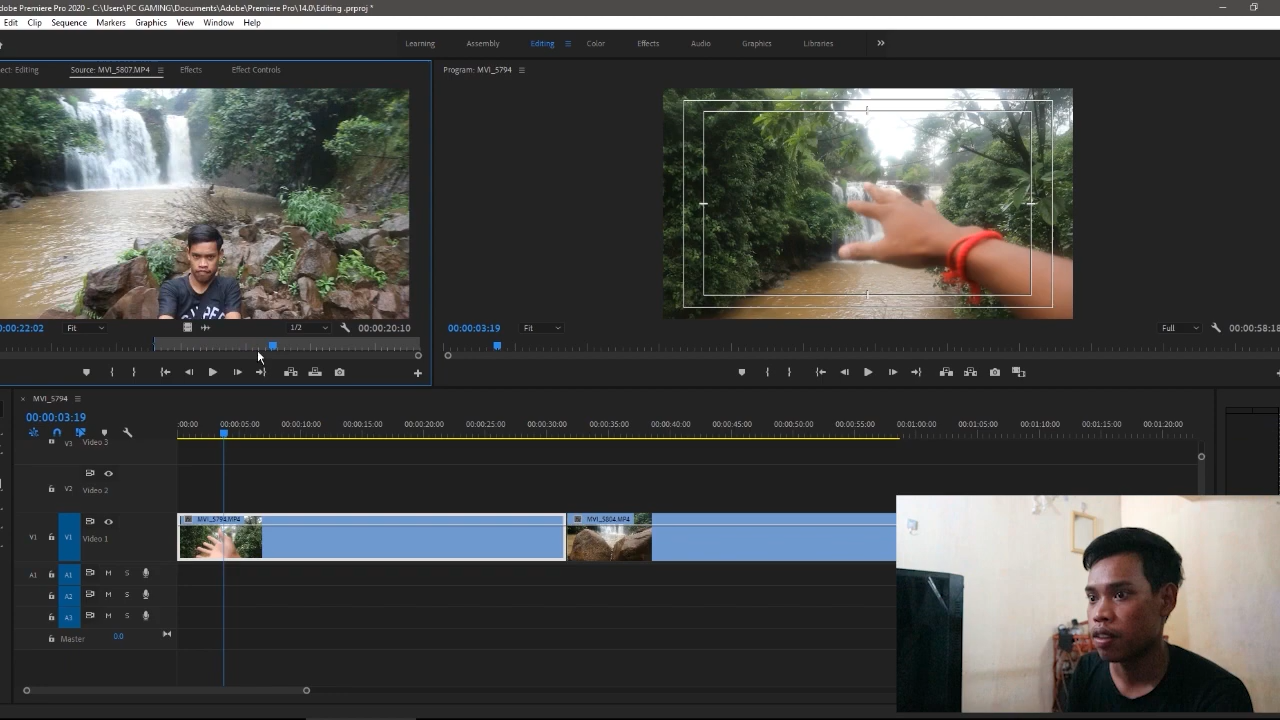 Adobe Premiere Pro 2020 - C:\Users\PC GAMING\Documents\Adobe\Premiere Pro\14.0\Editing .prproj *
Edit Clip Sequence Markers Graphics View Window Help
Learning Assembly Editing Color Effects Audio Graphics Libraries
ect: Editing Source: MVI_5807.MP4 Effects Effect Controls
Program: MVI_5794
0:00:22:02 Fit 1/2 00:00:20:10
00:00:03:19 Fit Full 00:00:58:18
MVI_5794
00:00:03:19
:00:00 00:00:05:00 00:00:10:00 00:00:15:00 00:00:20:00 00:00:25:00 00:00:30:00 00:00:35:00 00:00:40:00 00:00:45:00 00:00:50:00 00:00:55:00 00:01:00:00 00:01:05:00 00:01:10:00 00:01:15:00 00:01:20:00
V3 Video 3
V2 Video 2
MVI_5794.MP4 MVI_5804.MP4
V1 V1 Video 1
A1 A1 M S
A2 M S
A3 M S
Master 0.0